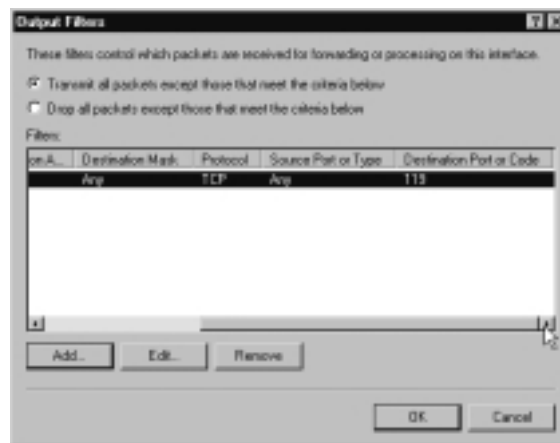 Output Filters
These filters control which packets are received for forwarding or processing on this interface.
Transmit all packets except those that meet the criteria below
Drop all packets except those that meet the criteria below
Filters:
on A... Destination Mask Protocol Source Port or Type Destination Port or Code
Any TCP Any 119
Add... Edit... Remove
OK Cancel